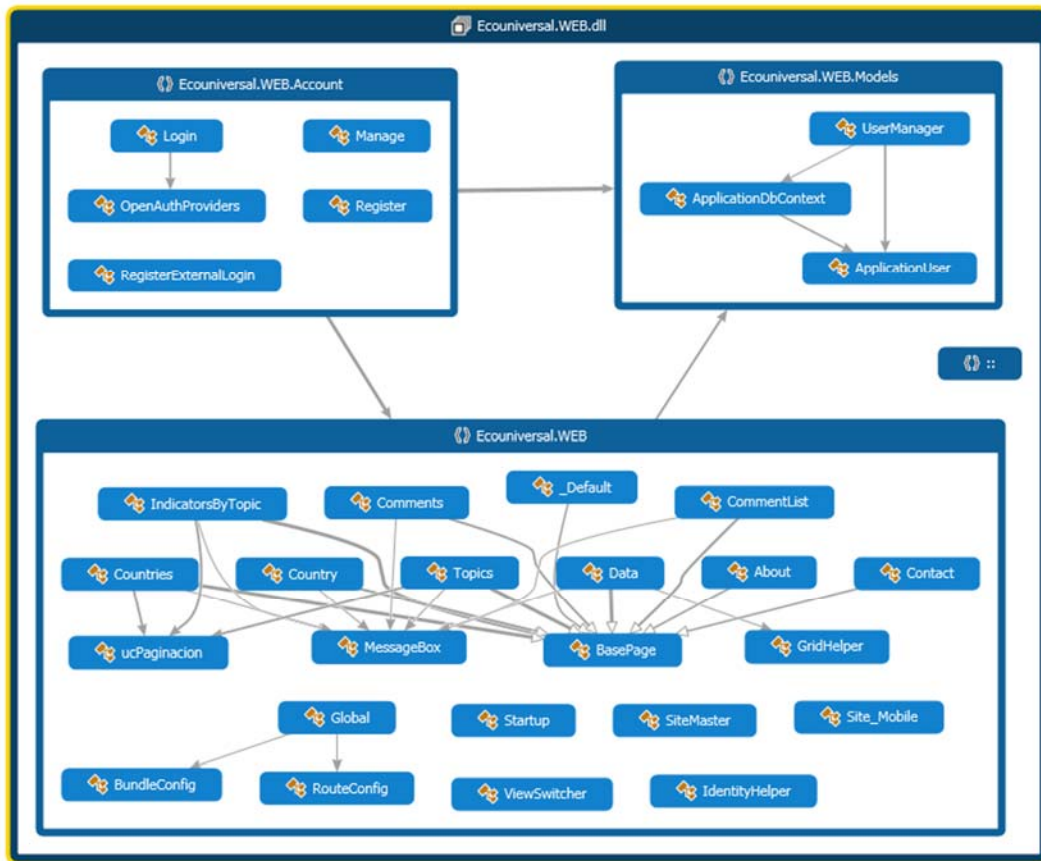 Ecouniversal.WEB.dll
Ecouniversal.WEB.Account
Ecouniversal.WEB.Models
Login
Manage
UserManager
OpenAuthProviders
Register
ApplicationDbContext
RegisterExternalLogin
ApplicationUser
::
Ecouniversal.WEB
IndicatorsByTopic
Comments
_Default
CommentList
Countries
Country
Topics
Data
About
Contact
ucPaginacion
MessageBox
BasePage
GridHelper
Global
Startup
SiteMaster
Site_Mobile
BundleConfig
RouteConfig
ViewSwitcher
IdentityHelper